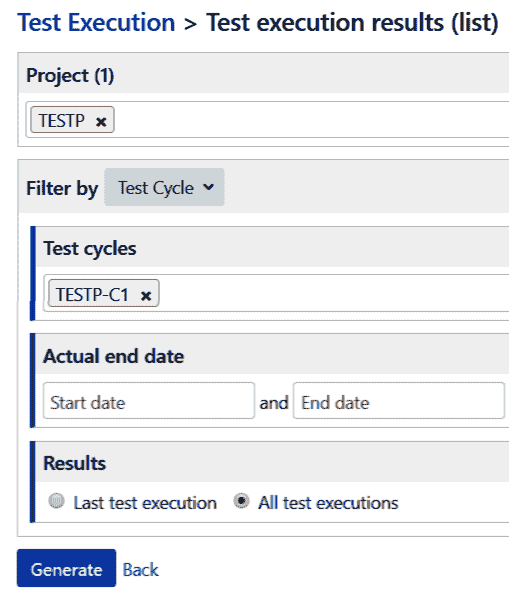 Test Execution > Test execution results (list)
Project (1)
TESTP ×
Filter by Test Cycle
Test cycles
TESTP-C1 ×
Actual end date
Start date and End date
Results
Last test execution All test executions
Generate Back